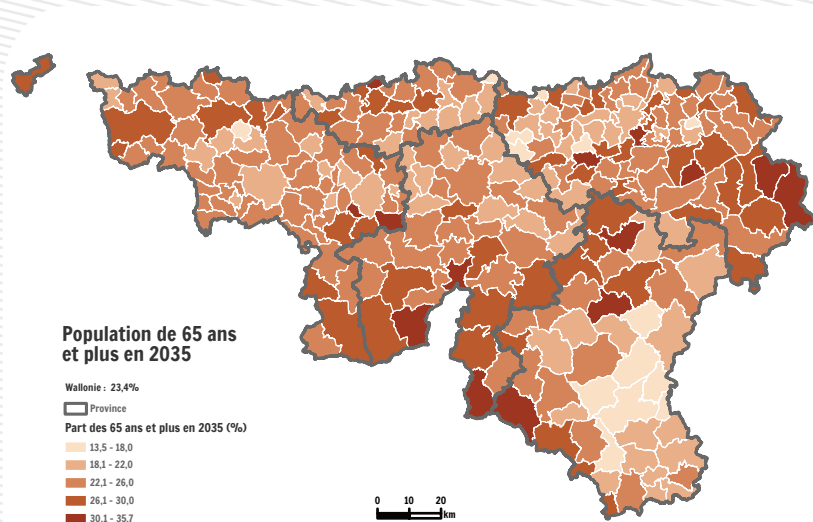 Population de 65 ans
et plus en 2035
Wallonie : 23,4%
Province
Part des 65 ans et plus en 2035 (%)
13,5 - 18,0
18,1 - 22,0
22,1 - 26,0
26,1 - 30,0
30,1 - 35,7
0 10 20
km